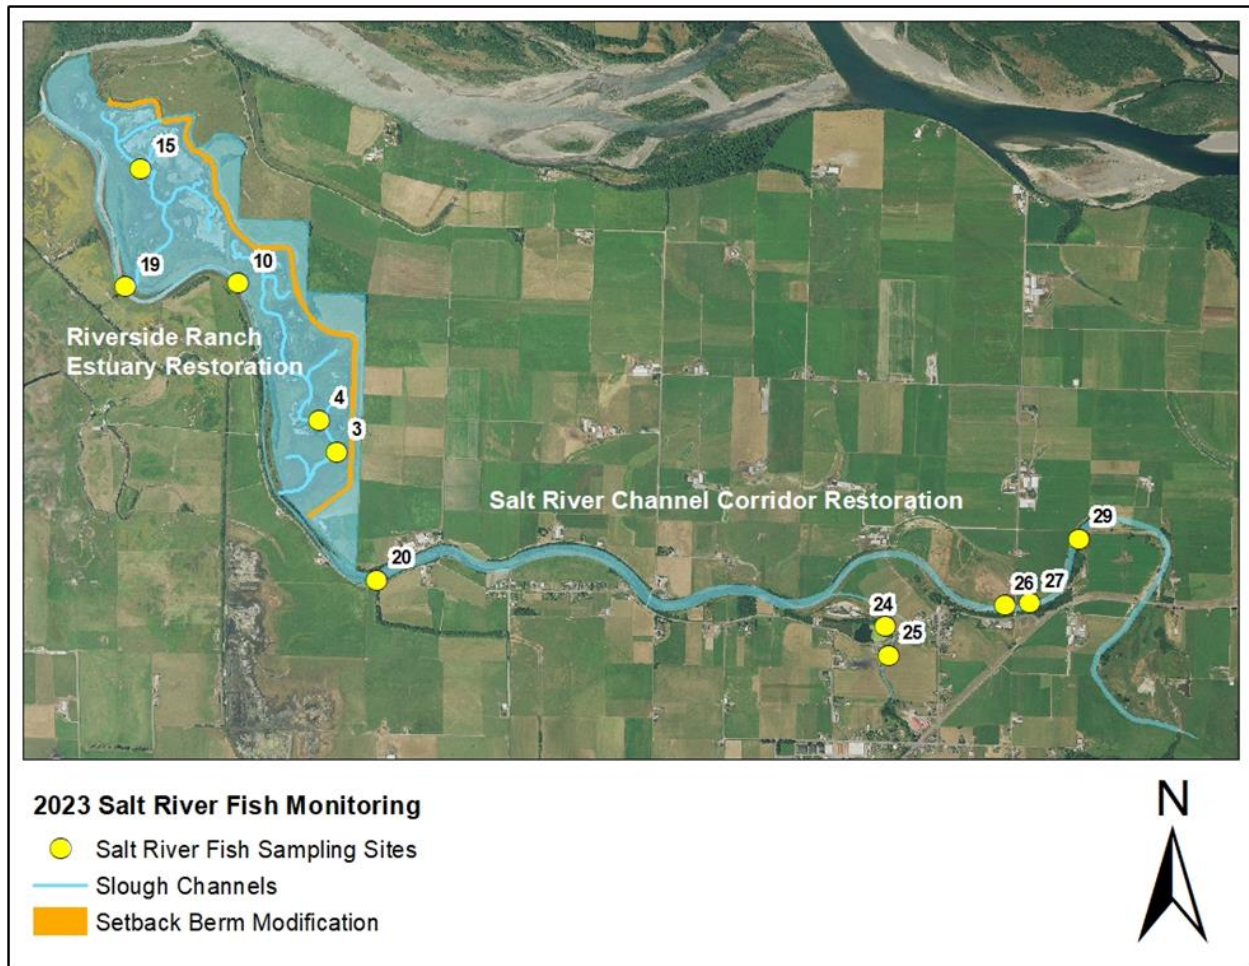 15
19
10
Riverside Ranch
Estuary Restoration
4
3
Salt River Channel Corridor Restoration
29
20
26
27
24
25
2023 Salt River Fish Monitoring
Salt River Fish Sampling Sites
Slough Channels
Setback Berm Modification
N